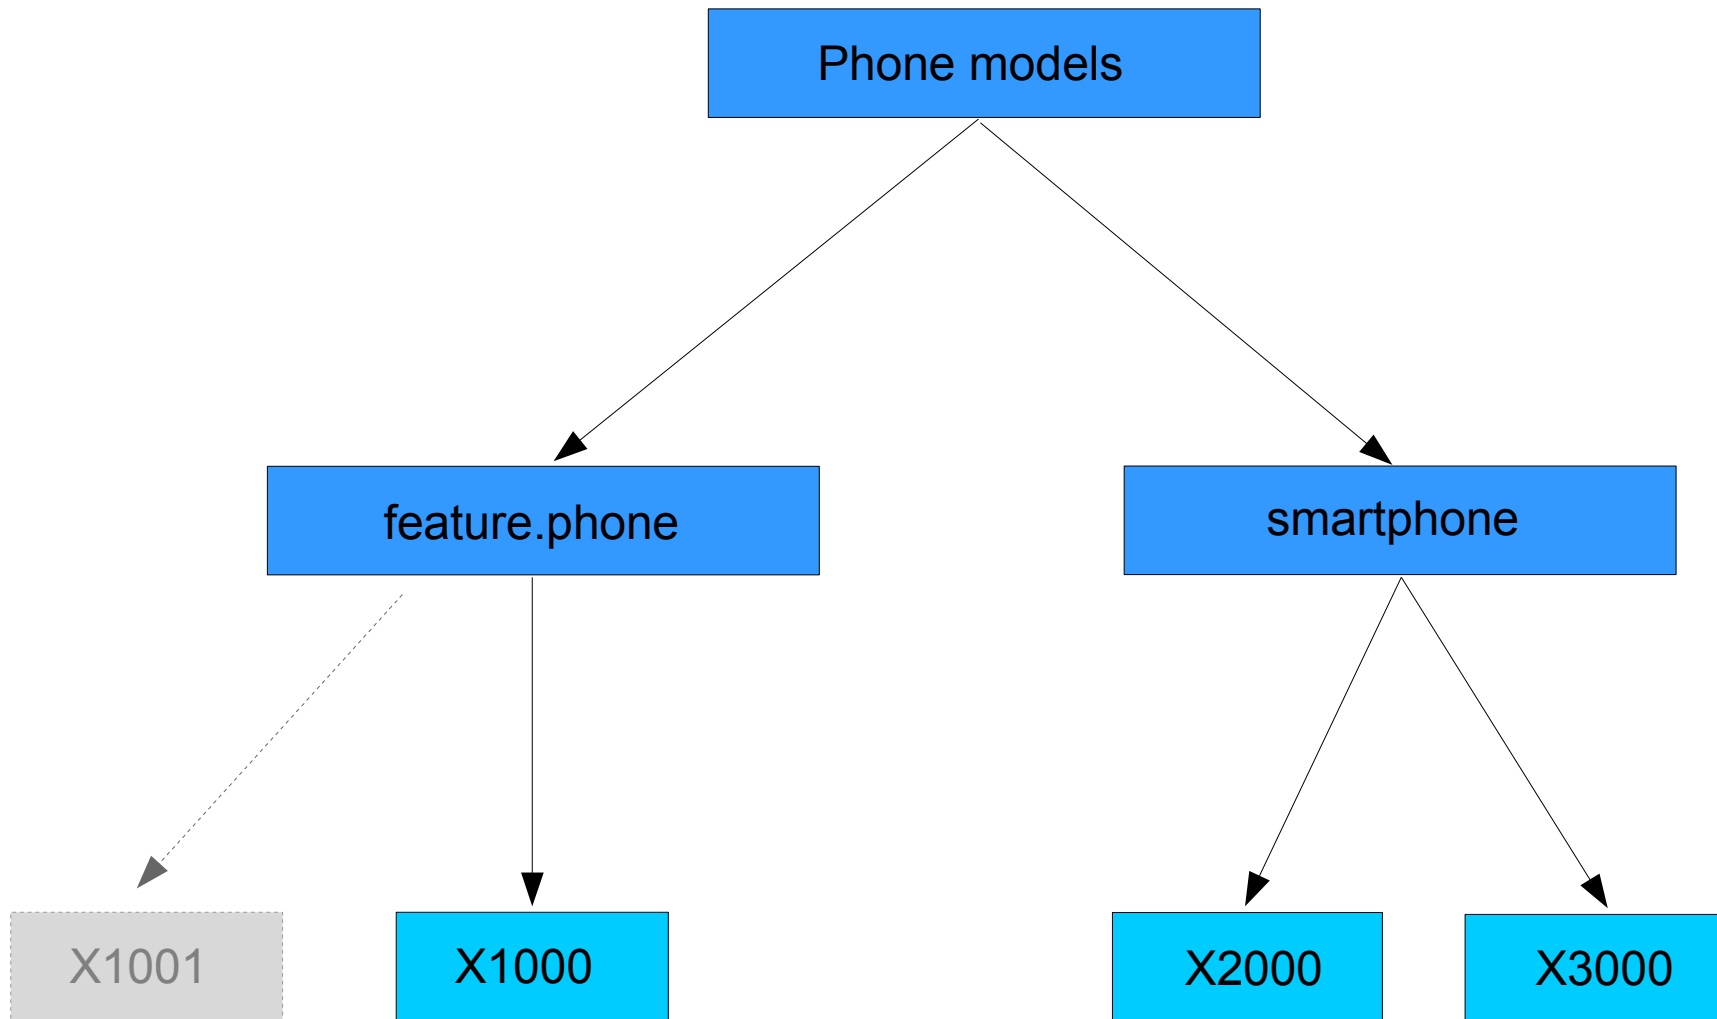 Phone models
feature.phone
smartphone
X1001
X1000
X2000
X3000